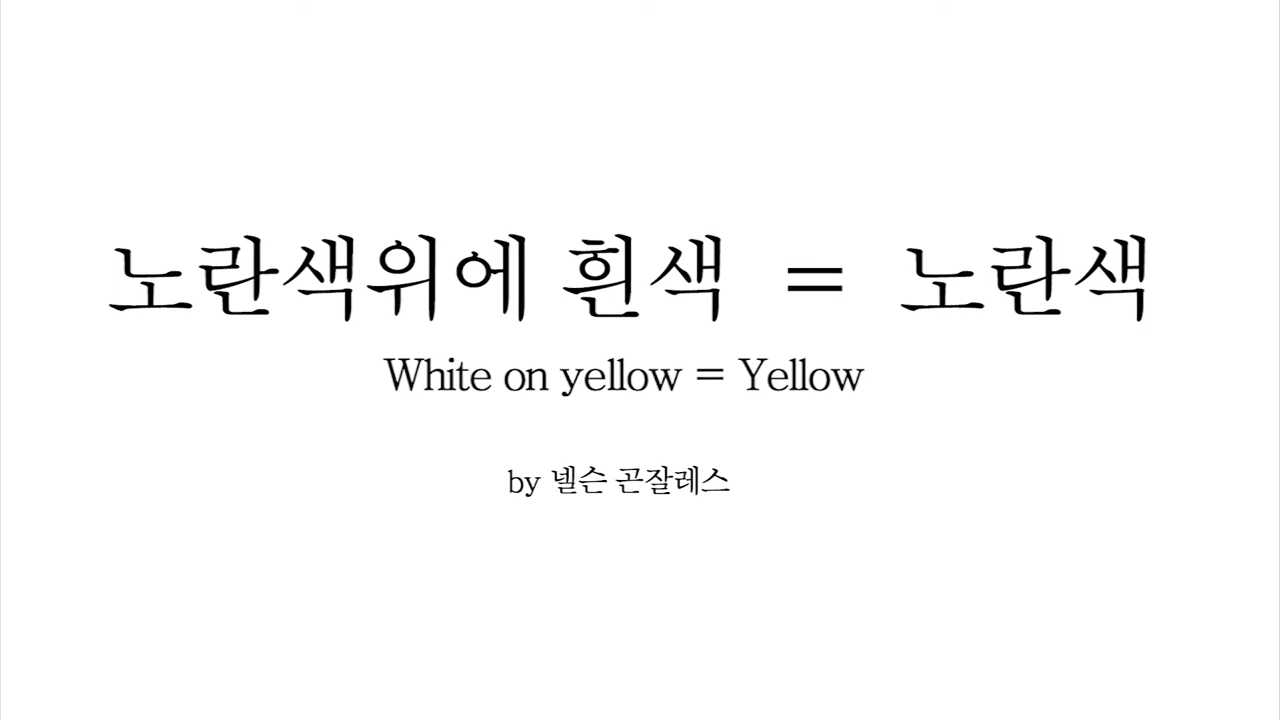 노란색위에 흰색 = 노란색
White on yellow = Yellow
by 넬슨 곤잘레스